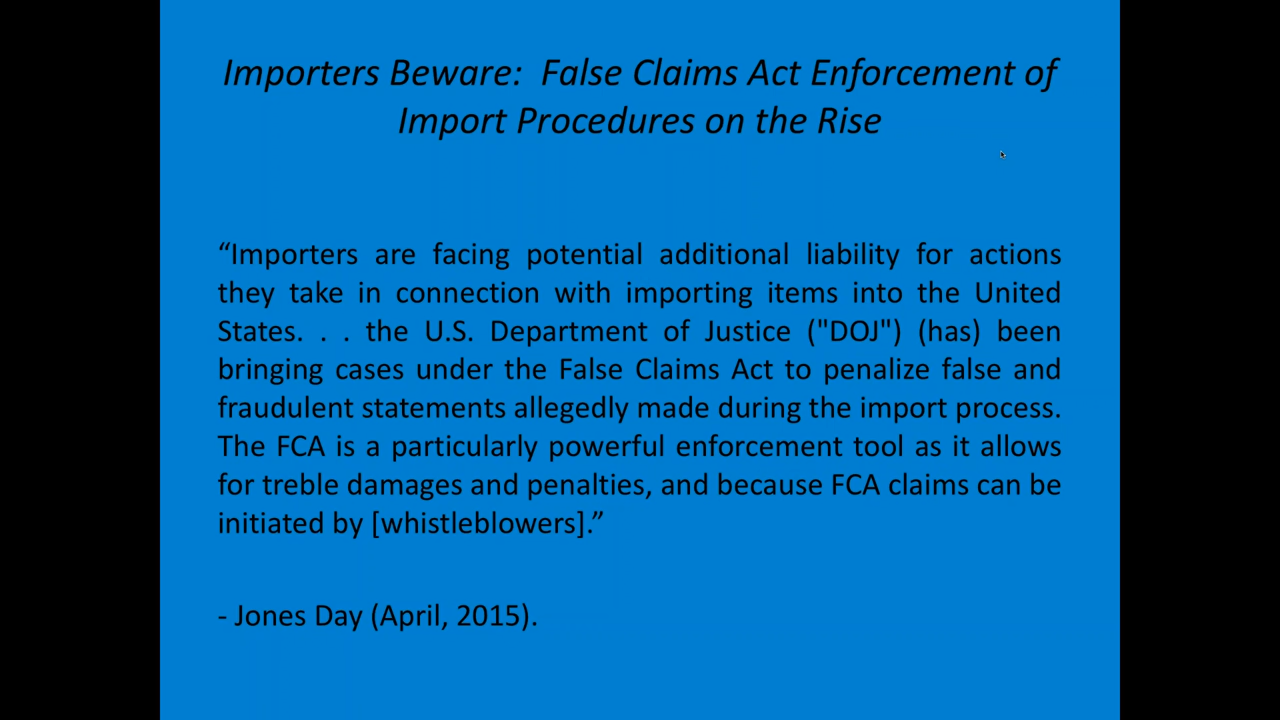 Importers Beware:  False Claims Act Enforcement of
Import Procedures on the Rise
“Importers are facing potential additional liability for actions
they take in connection with importing items into the United
States. . . the U.S. Department of Justice ("DOJ") (has) been
bringing cases under the False Claims Act to penalize false and
fraudulent statements allegedly made during the import process.
The FCA is a particularly powerful enforcement tool as it allows
for treble damages and penalties, and because FCA claims can be
initiated by [whistleblowers].”
- Jones Day (April, 2015).